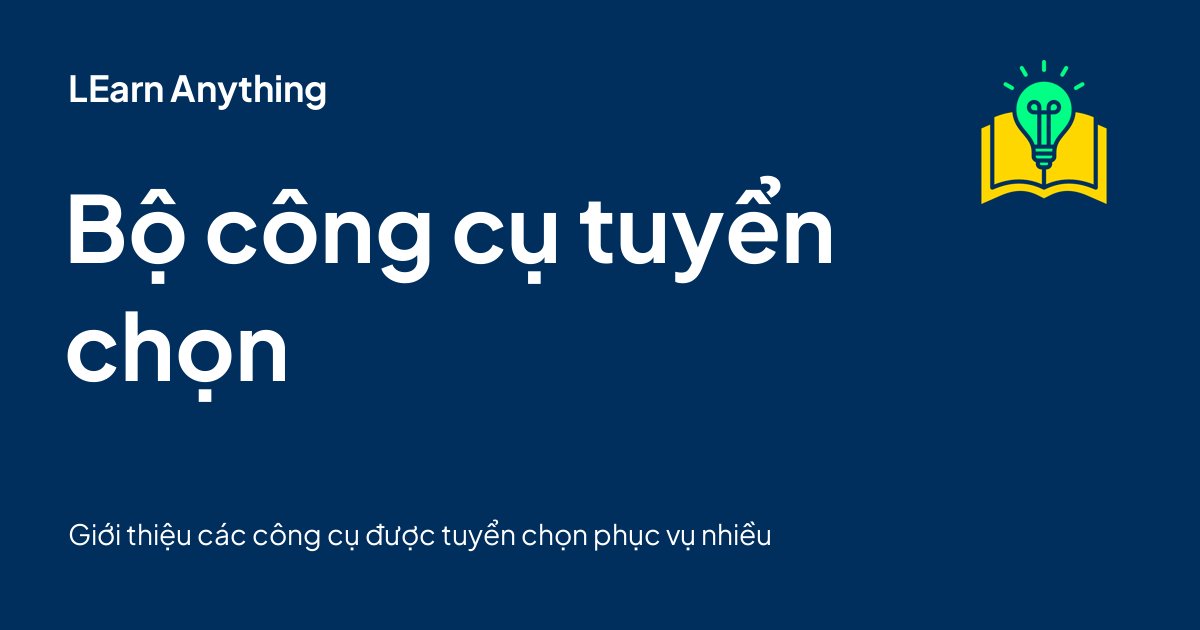 LEarn Anything
Bộ công cụ tuyển
chọn
Giới thiệu các công cụ được tuyển chọn phục vụ nhiều